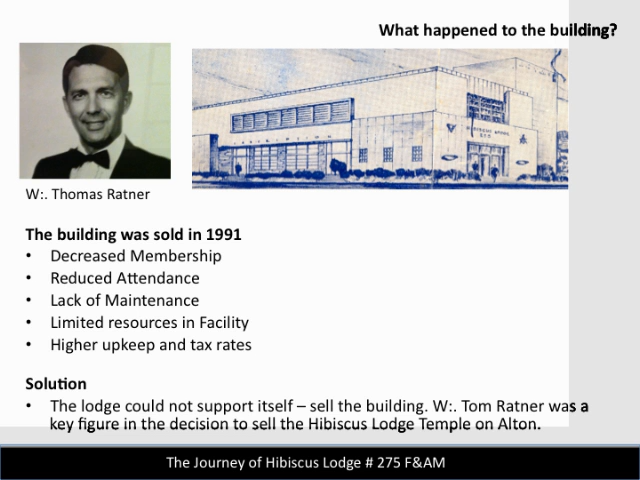 What happened to the building?
W:. Thomas Ratner
The building was sold in 1991
• Decreased Membership
• Reduced Attendance
• Lack of Maintenance
• Limited resources in Facility
• Higher upkeep and tax rates
Solution
• The lodge could not support itself – sell the building. W:. Tom Ratner was a
key figure in the decision to sell the Hibiscus Lodge Temple on Alton.
The Journey of Hibiscus Lodge # 275 F&AM